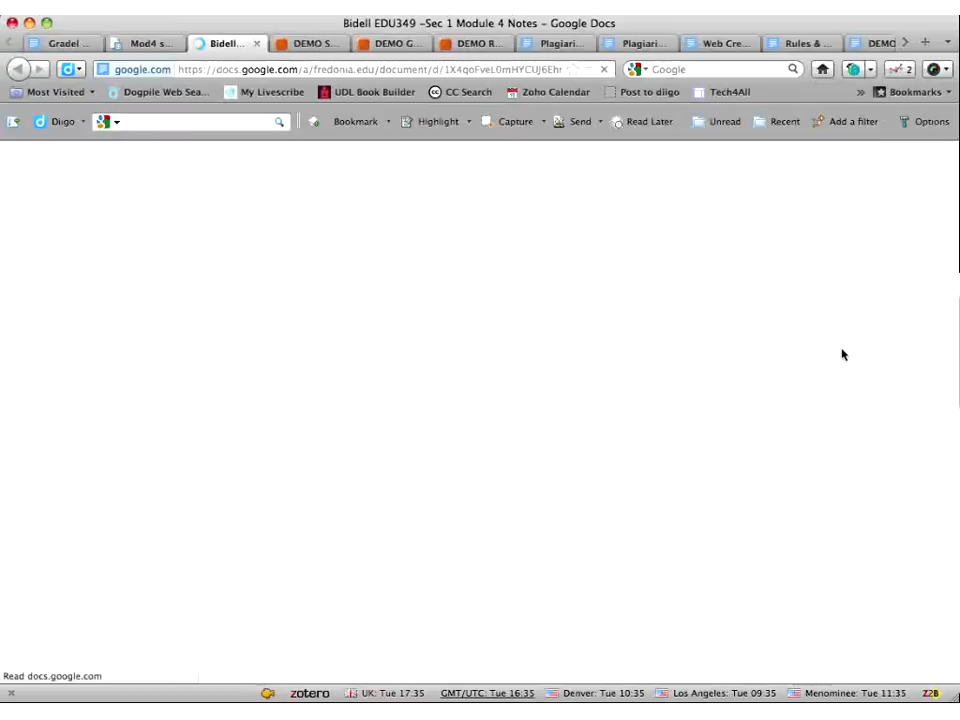 Bidell EDU349 -Sec 1 Module 4 Notes - Google Docs
Gradel ... Mod4 s... Bidell... DEMO S... DEMO G... DEMO R... Plagiari... Plagiari... Web Cre... Rules & ... DEMO
google.com https://docs.google.com/a/fredonia.edu/document/d/1X4qoFveL0mHYCUJ6Ehr Google 2
Most Visited Dogpile Web Sea... My Livescribe UDL Book Builder CC Search Zoho Calendar Post to diigo Tech4All » Bookmarks
Diigo Bookmark Highlight Capture Send Read Later Unread Recent Add a filter Options
Read docs.google.com
zotero UK: Tue 17:35 GMT/UTC: Tue 16:35 Denver: Tue 10:35 Los Angeles: Tue 09:35 Menominee: Tue 11:35 Z2B